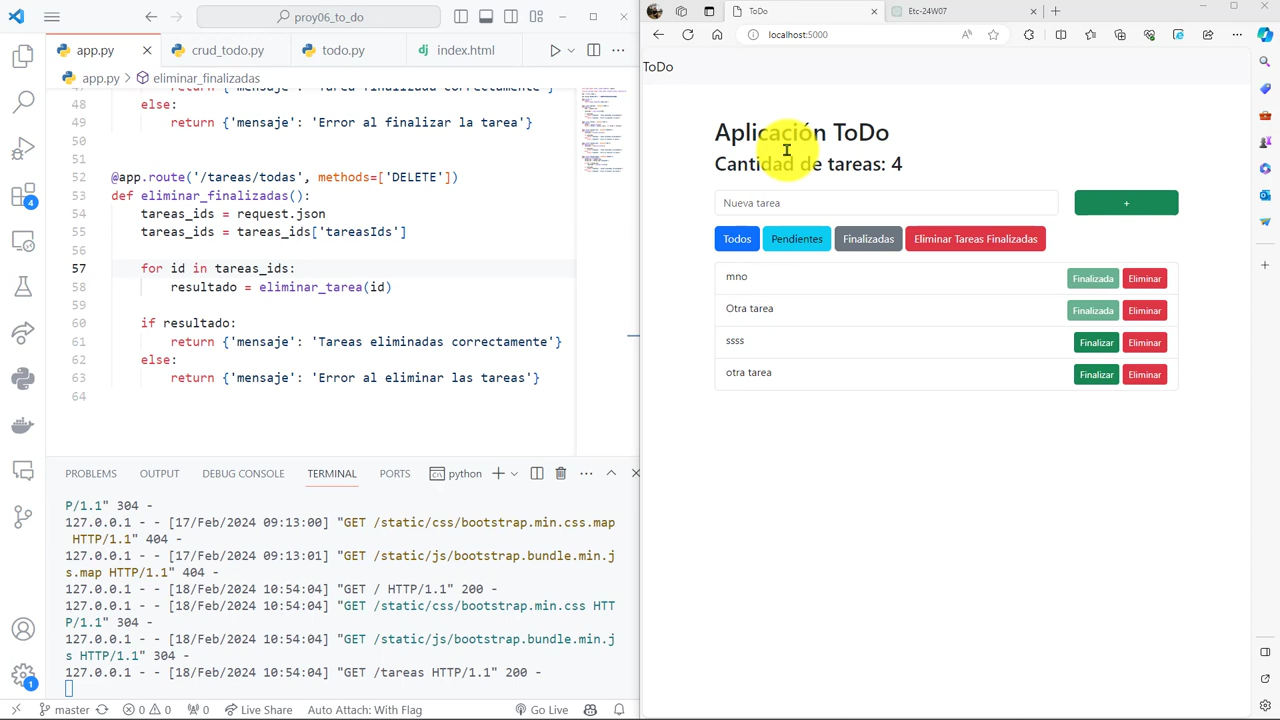 proyec_to_do
app.py
crud_todo.py
todo.py
index.html
app.py > eliminar_finalizadas
48 else:
return {'mensaje': 'Error al finalizar la tarea'}
51
52 @app.route('/tareas/todas', methods=['DELETE'])
53 def eliminar_finalizadas():
54 tareas_ids = request.json
55 tareas_ids = tareas_ids['tareasIds']
56
57 for id in tareas_ids:
58 resultado = eliminar_tarea(id)
59
60 if resultado:
61 return {'mensaje': 'Tareas eliminadas correctamente'}
62 else:
63 return {'mensaje': 'Error al eliminar las tareas'}
64
PROBLEMS OUTPUT DEBUG CONSOLE TERMINAL PORTS python
P/1.1" 304 -
127.0.0.1 - - [17/Feb/2024 09:13:00] "GET /static/css/bootstrap.min.css.map
HTTP/1.1" 404 -
127.0.0.1 - - [17/Feb/2024 09:13:01] "GET /static/js/bootstrap.bundle.min.j
s.map HTTP/1.1" 404 -
127.0.0.1 - - [18/Feb/2024 10:54:04] "GET / HTTP/1.1" 200 -
127.0.0.1 - - [18/Feb/2024 10:54:04] "GET /static/css/bootstrap.min.css HTT
P/1.1" 304 -
127.0.0.1 - - [18/Feb/2024 10:54:04] "GET /static/js/bootstrap.bundle.min.j
s HTTP/1.1" 304 -
127.0.0.1 - - [18/Feb/2024 10:54:04] "GET /tareas HTTP/1.1" 200 -
4
1
master 0 0 0 Live Share Auto Attach: With Flag Go Live
ToDo
Ec-24W07
localhost:5000
ToDo
Aplicación Todo
Cantidad de tareas: 4
Nueva tarea +
Todos Pendientes Finalizadas Eliminar Tareas Finalizadas
mno Finalizada Eliminar
Otra tarea Finalizada Eliminar
ssss Finalizar Eliminar
otra tarea Finalizar Eliminar